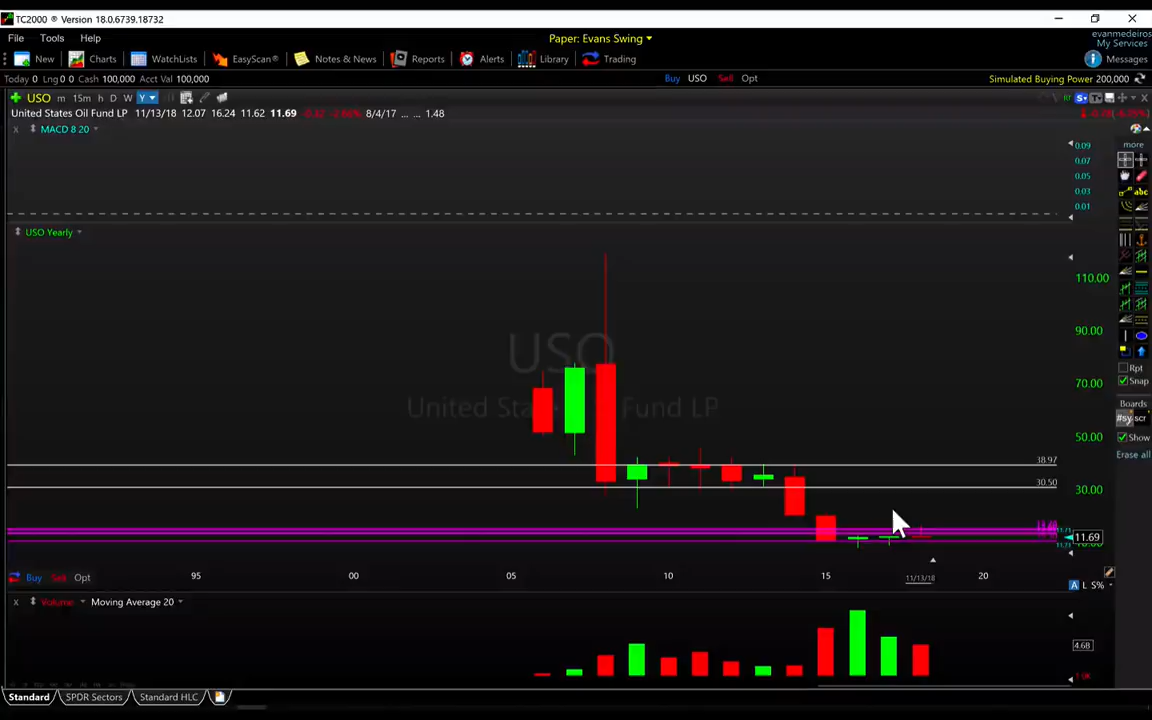 TC2000 ® Version 18.0.6739.18732
File Tools Help
Paper: Evans Swing
evanmedeiros
My Services
New Charts WatchLists EasyScan® Notes & News Reports Alerts Library Trading
Messages
Today 0 Lng 0 0 Cash 100,000 Acct Val 100,000
Buy USO Sell Opt
Simulated Buying Power 200,000
USO m 15m h D W Y
United States Oil Fund LP 11/13/18 12.07 16.24 11.62 11.69 8/4/17 ... ... 1.48
x MACD 8 20
more
0.09
0.07
0.05
0.03
0.01
abc
USO Yearly
110.00
90.00
70.00
50.00
30.00
USO
Fund LP
38.97
30.50
11.69
Rpt
Snap
Boards
#sy scr
Show
Erase all
Buy Sell Opt
95 00 05 10 15 11/13/18 20
A L S%
x Volume Moving Average 20
4.68
Standard SPDR Sectors Standard HLC